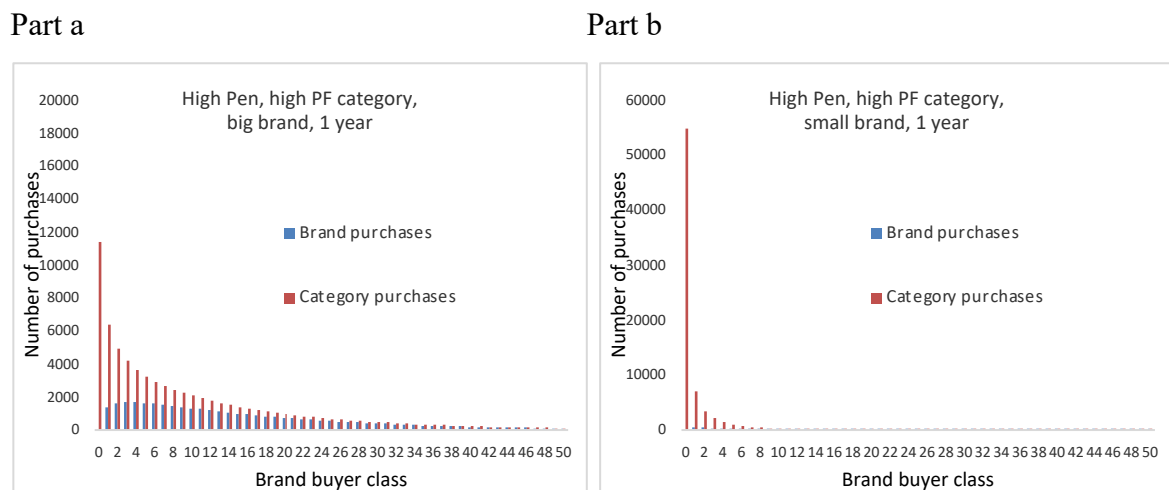 Part a
High Pen, high PF category,
big brand, 1 year
Number of purchases
20000
18000
16000
14000
12000
10000
8000
6000
4000
2000
0
Brand purchases
Category purchases
0 2 4 6 8 10 12 14 16 18 20 22 24 26 28 30 32 34 36 38 40 42 44 46 48 50
Brand buyer class
Part b
High Pen, high PF category,
small brand, 1 year
Number of purchases
60000
50000
40000
30000
20000
10000
0
Brand purchases
Category purchases
0 2 4 6 8 10 12 14 16 18 20 22 24 26 28 30 32 34 36 38 40 42 44 46 48 50
Brand buyer class